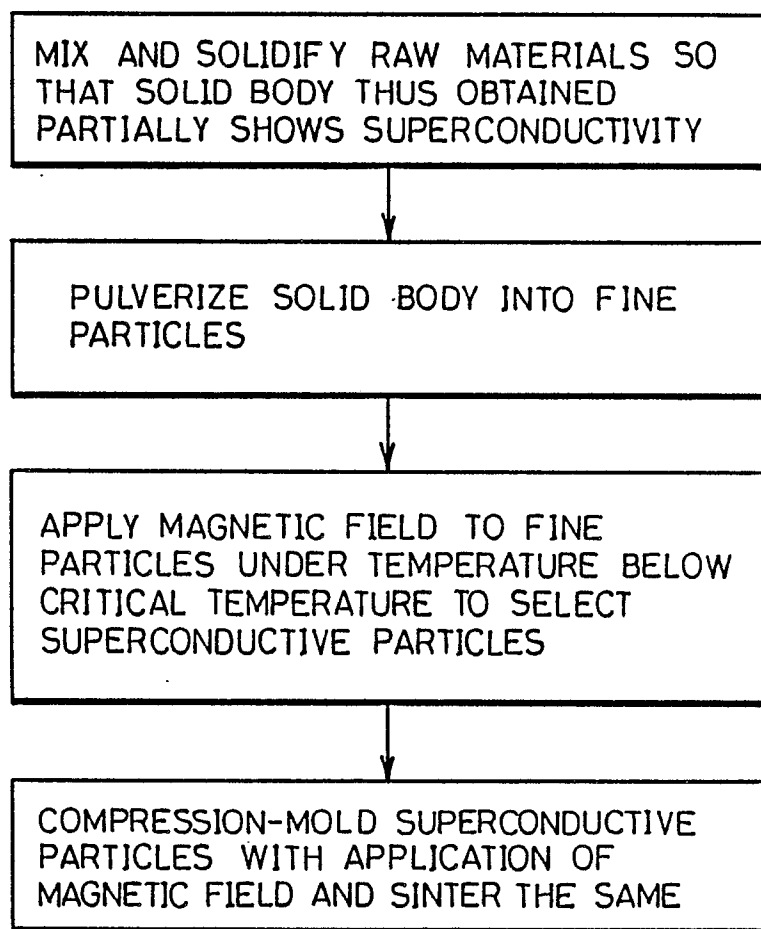 MIX AND SOLIDIFY RAW MATERIALS SO
THAT SOLID BODY THUS OBTAINED
PARTIALLY SHOWS SUPERCONDUCTIVITY
PULVERIZE SOLID BODY INTO FINE
PARTICLES
APPLY MAGNETIC FIELD TO FINE
PARTICLES UNDER TEMPERATURE BELOW
CRITICAL TEMPERATURE TO SELECT
SUPERCONDUCTIVE PARTICLES
COMPRESSION-MOLD SUPERCONDUCTIVE
PARTICLES WITH APPLICATION OF
MAGNETIC FIELD AND SINTER THE SAME